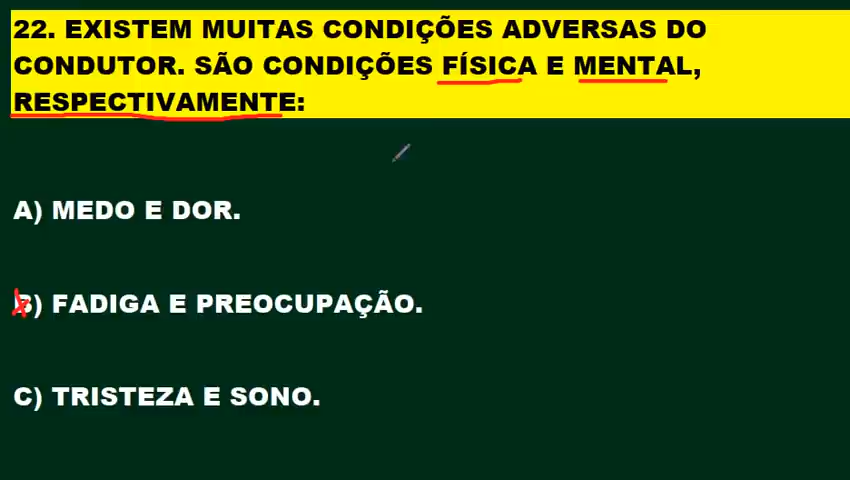 22. EXISTEM MUITAS CONDIÇÕES ADVERSAS DO
CONDUTOR. SÃO CONDIÇÕES FÍSICA E MENTAL,
RESPECTIVAMENTE:
A) MEDO E DOR.
B) FADIGA E PREOCUPAÇÃO.
C) TRISTEZA E SONO.